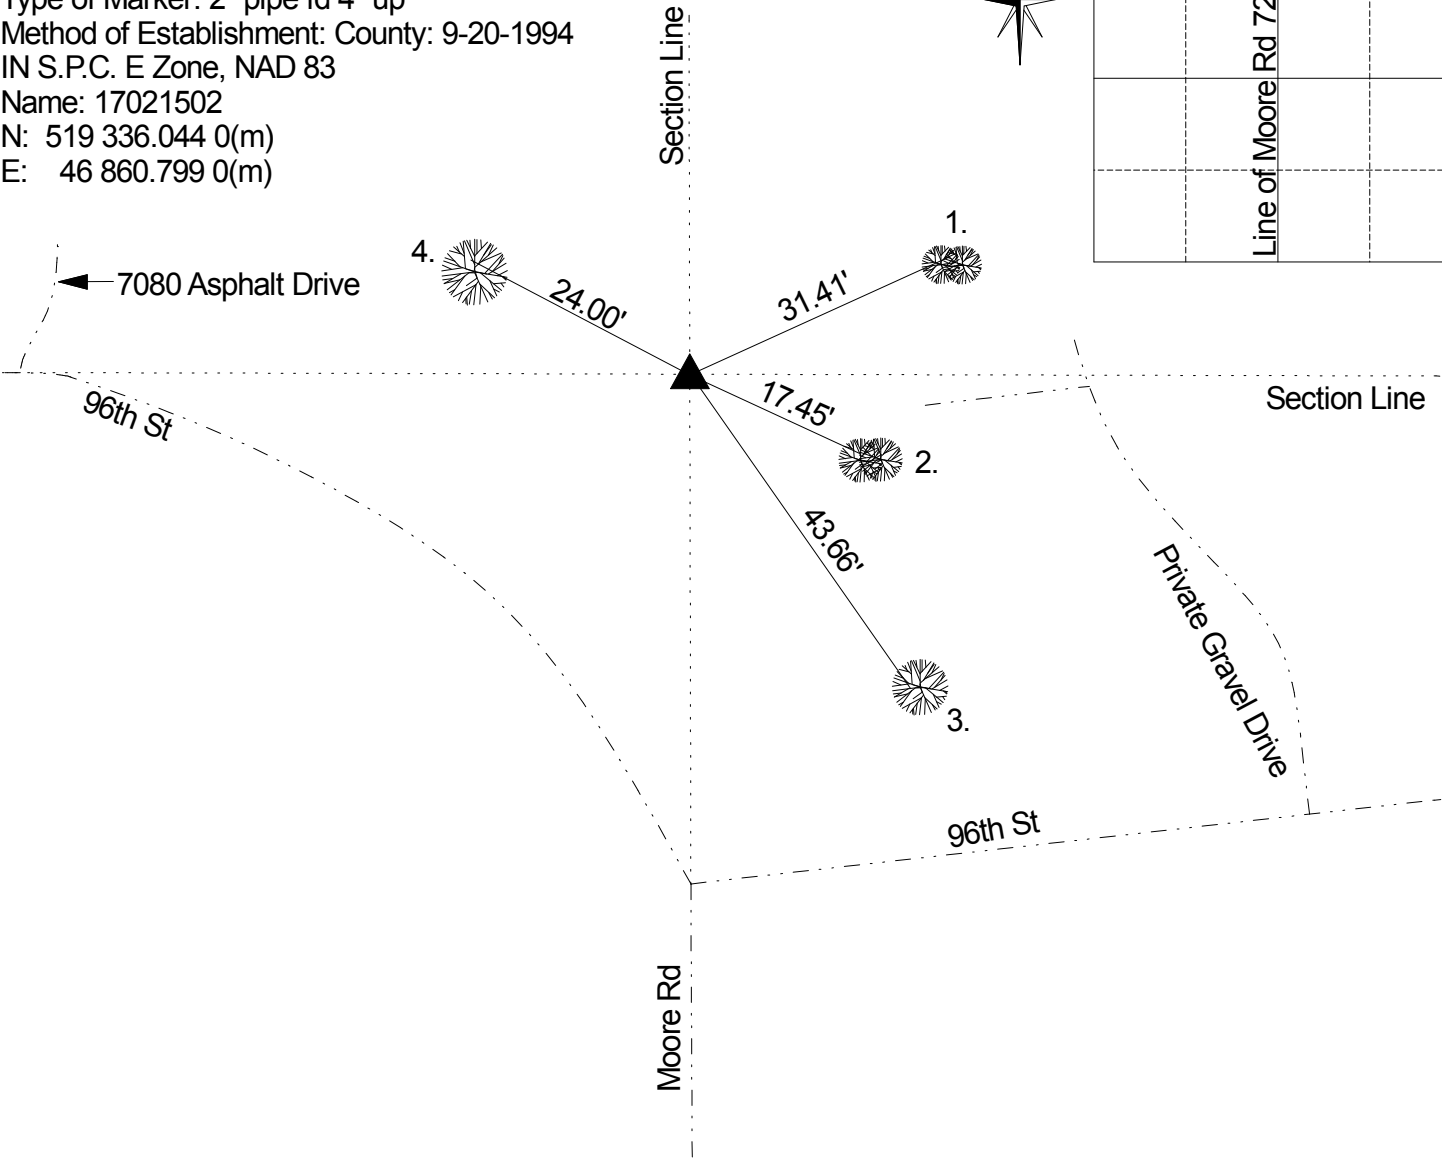 Type of Marker: 2" pipe fd 4" up
Method of Establishment: County: 9-20-1994
IN S.P.C. E Zone, NAD 83
Name: 17021502
N: 519 336.044 0(m)
E: 46 860.799 0(m)
Section Line
Line of Moore Rd 72
1.
4.
7080 Asphalt Drive
24.00'
31.41'
17.45'
Section Line
96th St
2.
43.66'
Private Gravel Drive
3.
96th St
Moore Rd